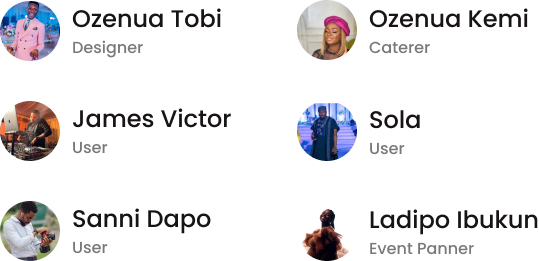 Ozenua Tobi
Designer
Ozenua Kemi
Caterer
James Victor
User
Sola
User
Sanni Dapo
User
Ladipo Ibukun
Event Panner